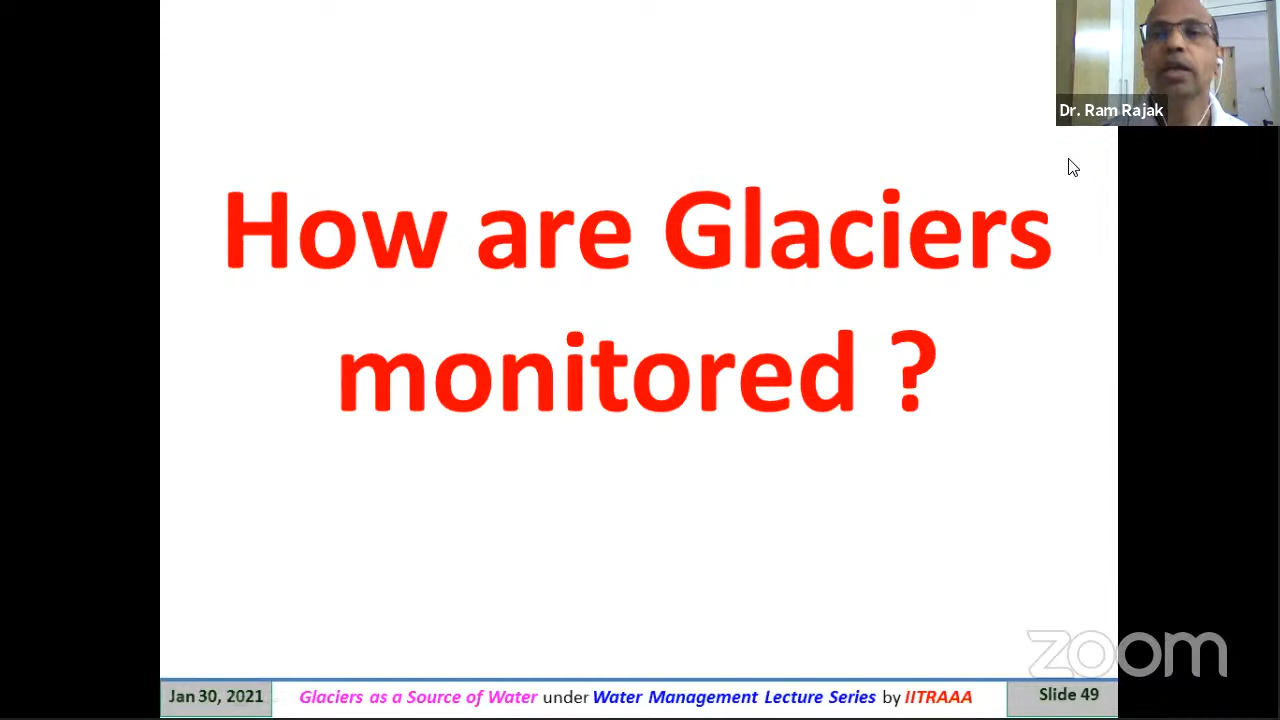 Dr. Ram Rajak
How are Glaciers
monitored ?
zoom
Jan 30, 2021 Glaciers as a Source of Water under Water Management Lecture Series by IITRAAA Slide 49